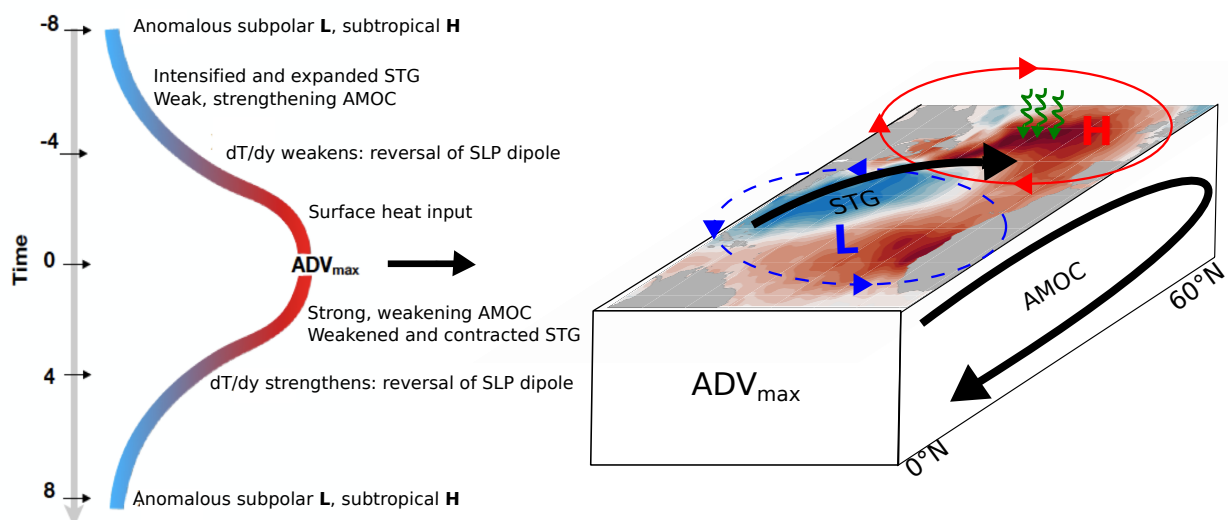 -8
Anomalous subpolar L, subtropical H
Intensified and expanded STG
Weak, strengthening AMOC
-4
dT/dy weakens: reversal of SLP dipole
Surface heat input
Time
0
ADVmax
Strong, weakening AMOC
Weakened and contracted STG
4
dT/dy strengthens: reversal of SLP dipole
8
Anomalous subpolar L, subtropical H
H
STG
L
AMOC
60°N
ADVmax
0°N